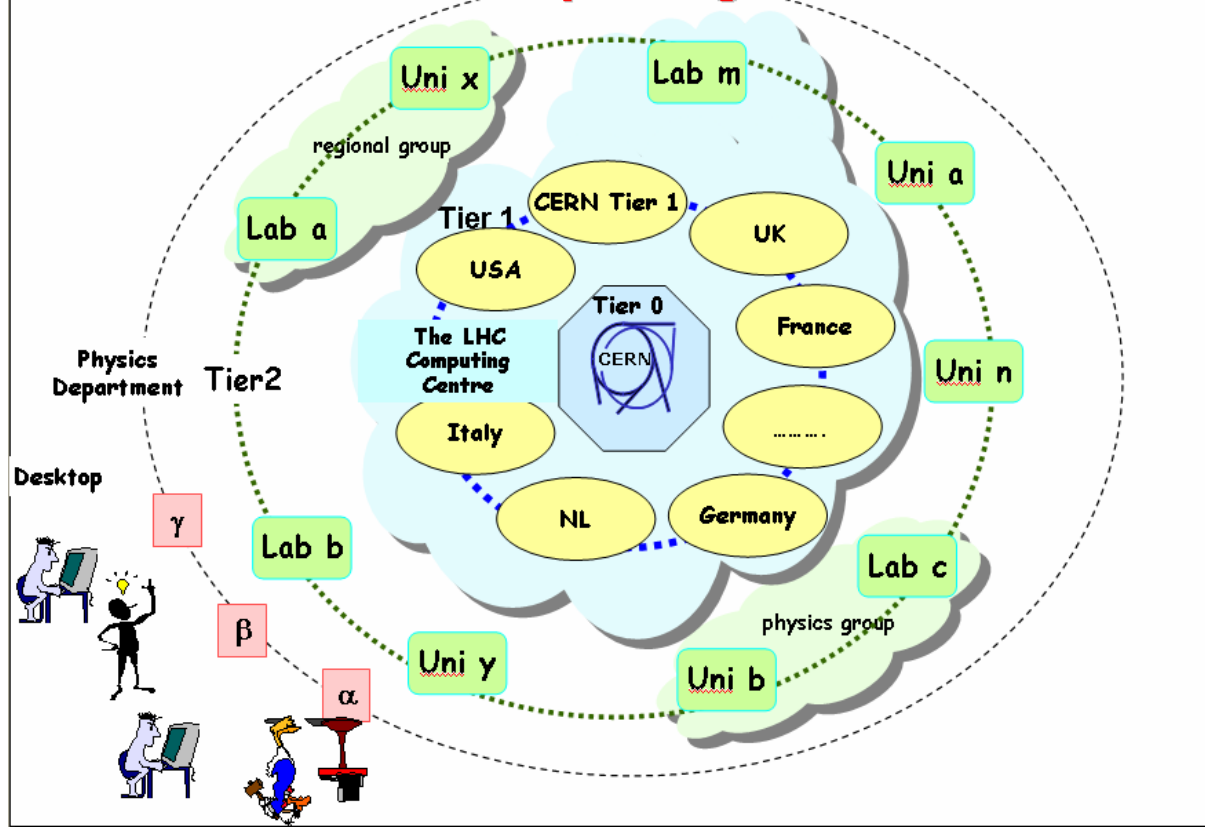 Uni x
Lab m
regional group
Uni a
CERN Tier 1
Tier 1
Lab a
UK
USA
Tier 0
France
The LHC
Computing
Centre
CERN
Physics
Department
Tier2
Uni n
Italy
……….
Desktop
γ
NL
Germany
Lab b
Lab c
β
physics group
Uni y
Uni b
α